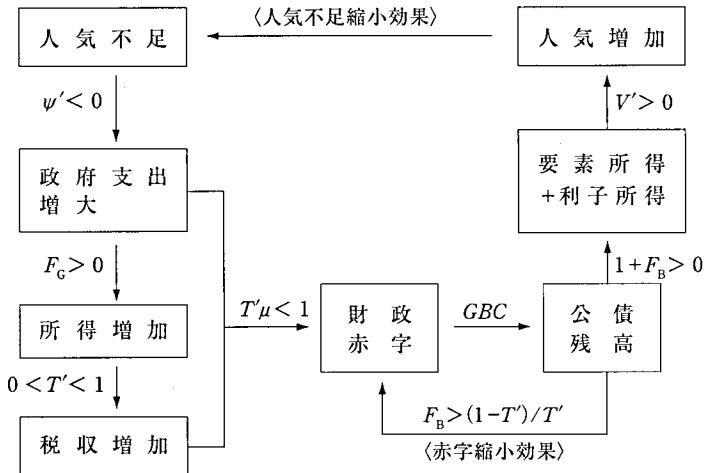 〈人気不足縮小効果〉
人気不足
人気増加
ψ′<0
V′>0
政府支出
増大
要素所得
+利子所得
F_G>0
1+F_B>0
所得増加
T′μ<1
財政
赤字
GBC
公債
残高
0<T′<1
税収増加
F_B>(1-T′)/T′
〈赤字縮小効果〉